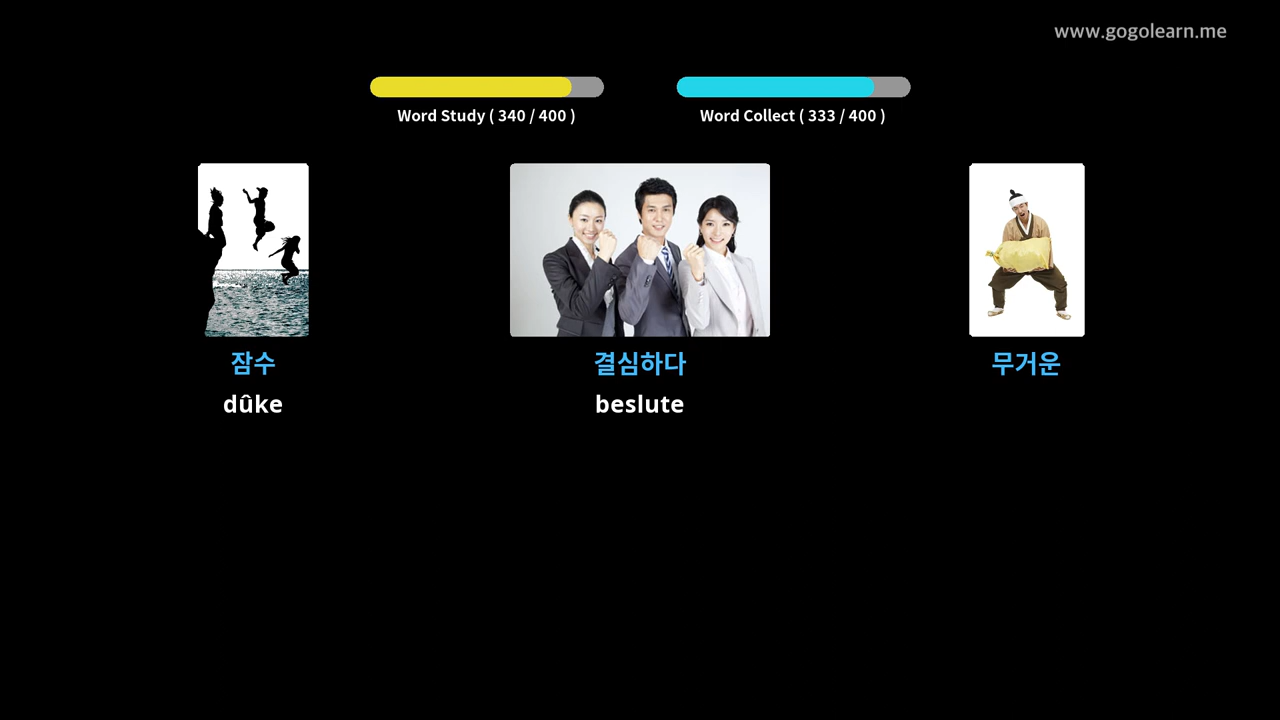 www.gogolearn.me
Word Study ( 340 / 400 )
Word Collect ( 333 / 400 )
잠수
결심하다
무거운
dûke
beslute